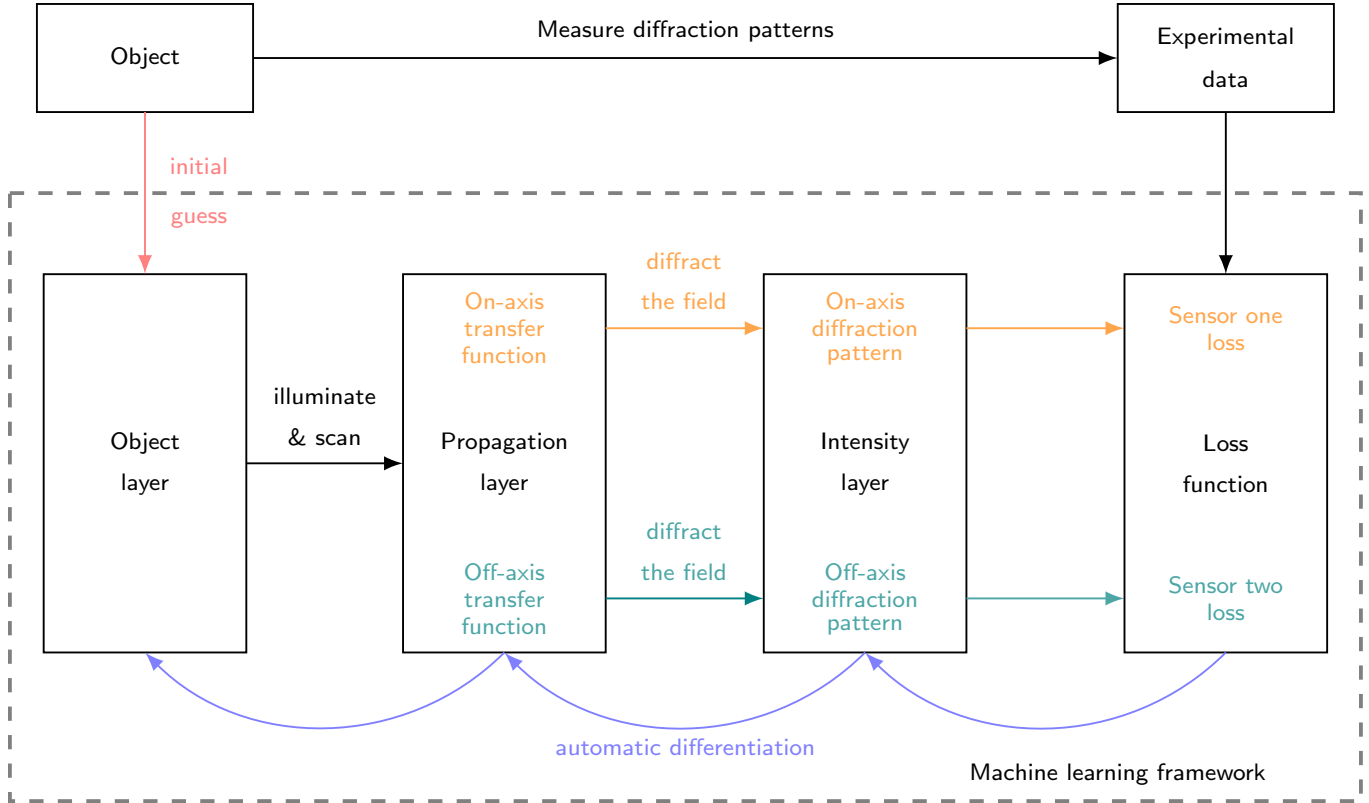 Object
Measure diffraction patterns
Experimental
data
initial
guess
Object
layer
illuminate
& scan
On-axis
transfer
function
Propagation
layer
Off-axis
transfer
function
diffract
the field
diffract
the field
On-axis
diffraction
pattern
Intensity
layer
Off-axis
diffraction
pattern
Sensor one
loss
Loss
function
Sensor two
loss
automatic differentiation
Machine learning framework